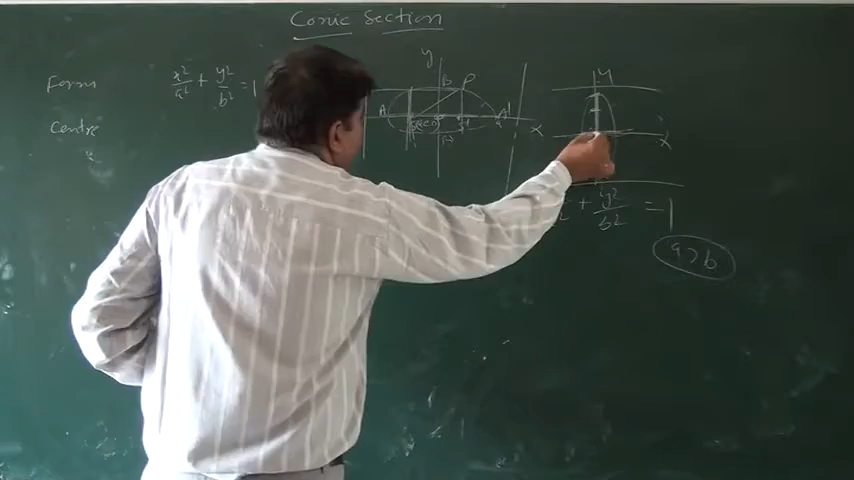 Conic Section
Form
x²/a² + y²/b² = 1
Centre
y
B
P
A
A'
X
y
X
+ y²/b² = 1
a>b